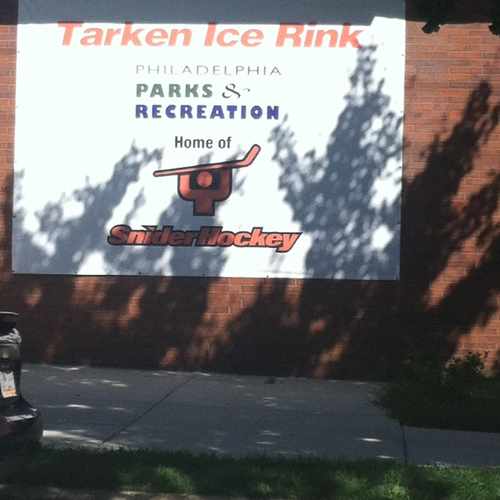 Tarken Ice Rink
PHILADELPHIA
PARKS &
RECREATION
Home of
SniderHockey